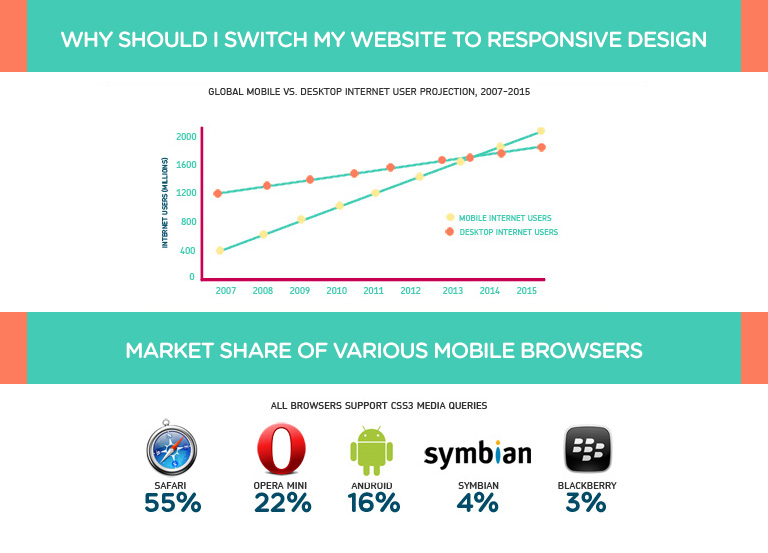 WHY SHOULD I SWITCH MY WEBSITE TO RESPONSIVE DESIGN
GLOBAL MOBILE VS. DESKTOP INTERNET USER PROJECTION, 2007-2015
INTERNET USERS (MILLIONS)
2000
1600
1200
800
400
0
MOBILE INTERNET USERS
DESKTOP INTERNET USERS
2007 2008 2009 2010 2011 2012 2013 2014 2015
MARKET SHARE OF VARIOUS MOBILE BROWSERS
ALL BROWSERS SUPPORT CSS3 MEDIA QUERIES
symbian
SAFARI OPERA MINI ANDROID SYMBIAN BLACKBERRY
55% 22% 16% 4% 3%